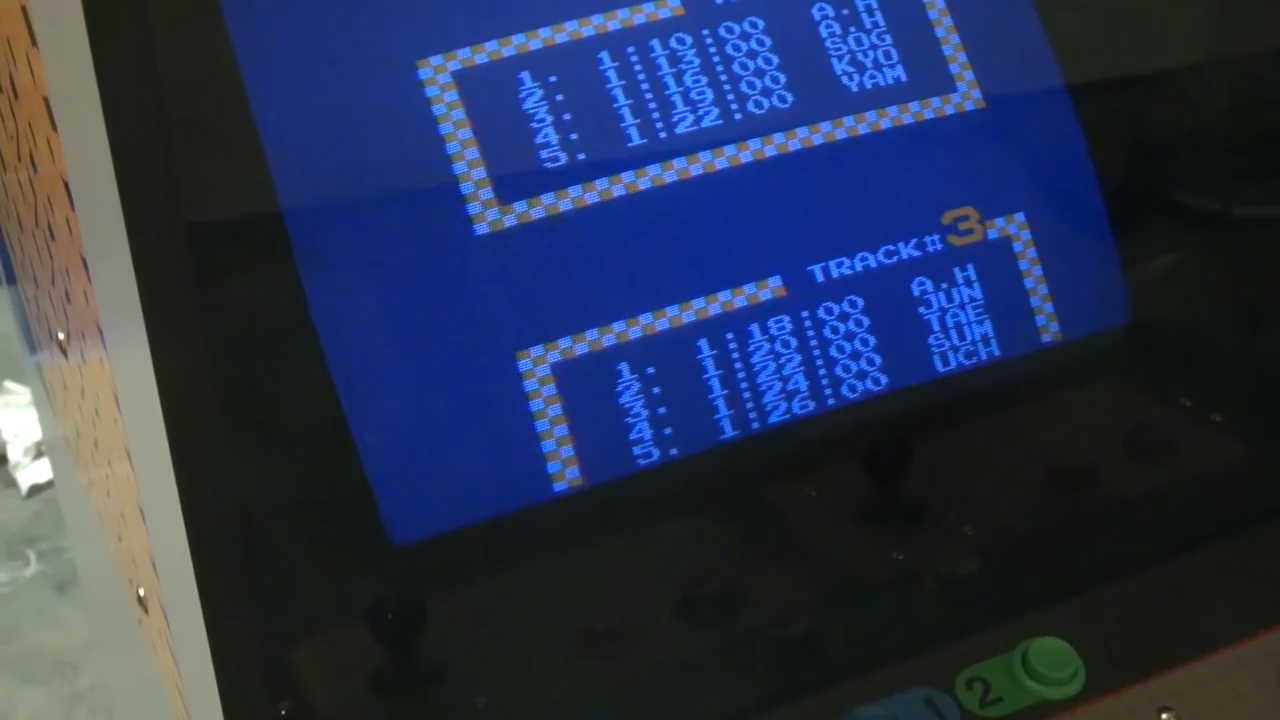 1. 1:10:00 A.H
2. 1:13:00 A.H
3. 1:16:00 SOG
4. 1:19:00 KYO
5. 1:22:00 YAM
TRACK#3
1. 1:18:00 A.H
2. 1:20:00 JUN
3. 1:22:00 TAE
4. 1:24:00 SUM
5. 1:26:00 UCH
1
2